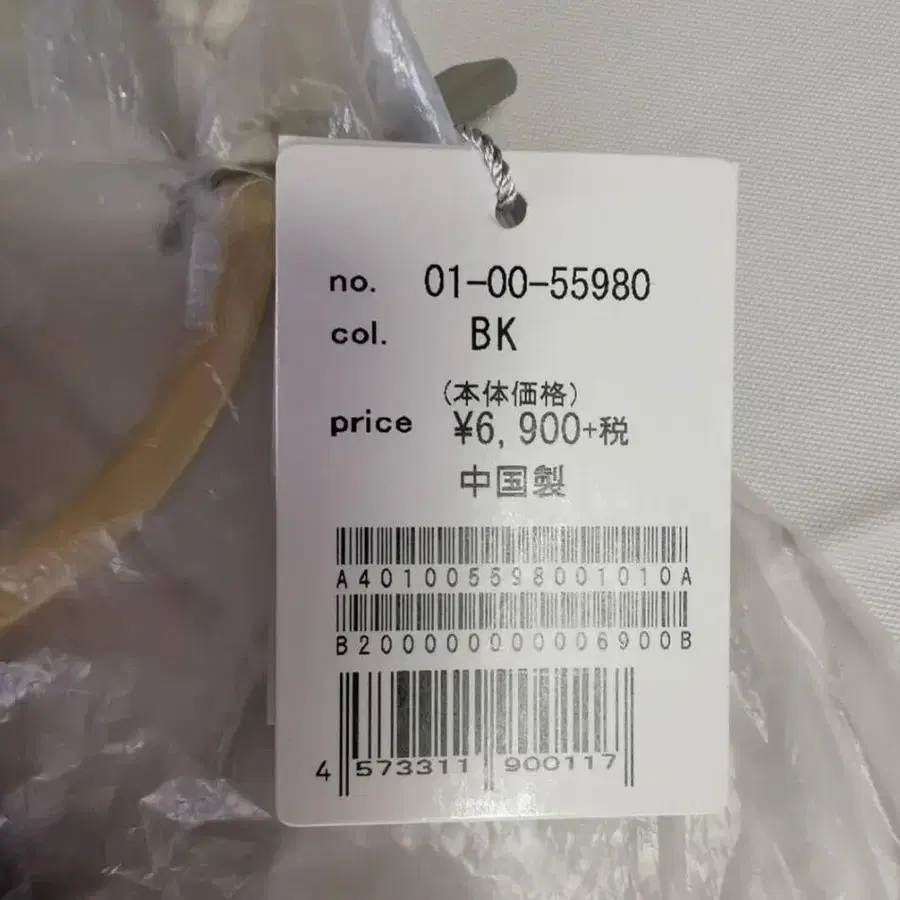 no. 01-00-55980
col. BK
(本体価格)
price ¥6,900+税
中国製
A401005598001010A
B200000000006900B
4 573311 900117